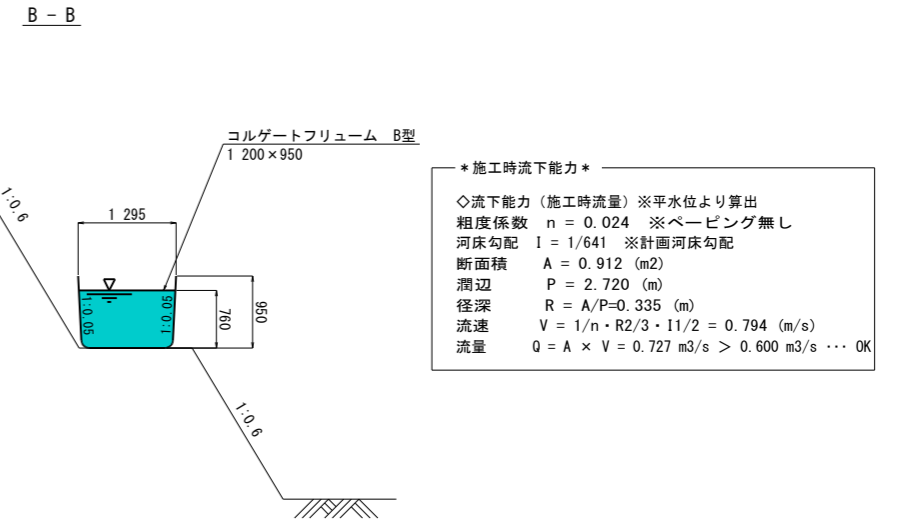 B － B
コルゲートフリューム　B型
1 200×950
1:0.6
1 295
1:0.05
1:0.05
760
950
1:0.6
＊施工時流下能力＊
◇流下能力（施工時流量）※平水位より算出
粗度係数　n = 0.024　※ペーピング無し
河床勾配　I = 1/641　※計画河床勾配
断面積　A = 0.912 (m2)
潤辺　P = 2.720 (m)
径深　R = A/P=0.335 (m)
流速　V = 1/n・R2/3・I1/2 = 0.794 (m/s)
流量　Q = A × V = 0.727 m3/s ＞ 0.600 m3/s ･･･ OK